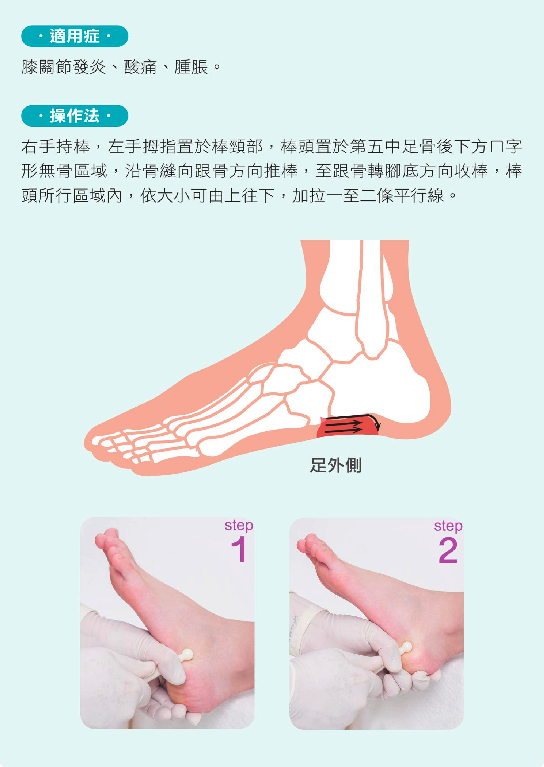 ·適用症·
膝關節發炎、酸痛、腫脹。
·操作法·
右手持棒，左手拇指置於棒頸部，棒頭置於第五中足骨後下方ㄇ字
形無骨區域，沿骨縫向跟骨方向推棒，至跟骨轉腳底方向收棒，棒
頭所行區域內，依大小可由上往下，加拉一至二條平行線。
足外側
step
1
step
2